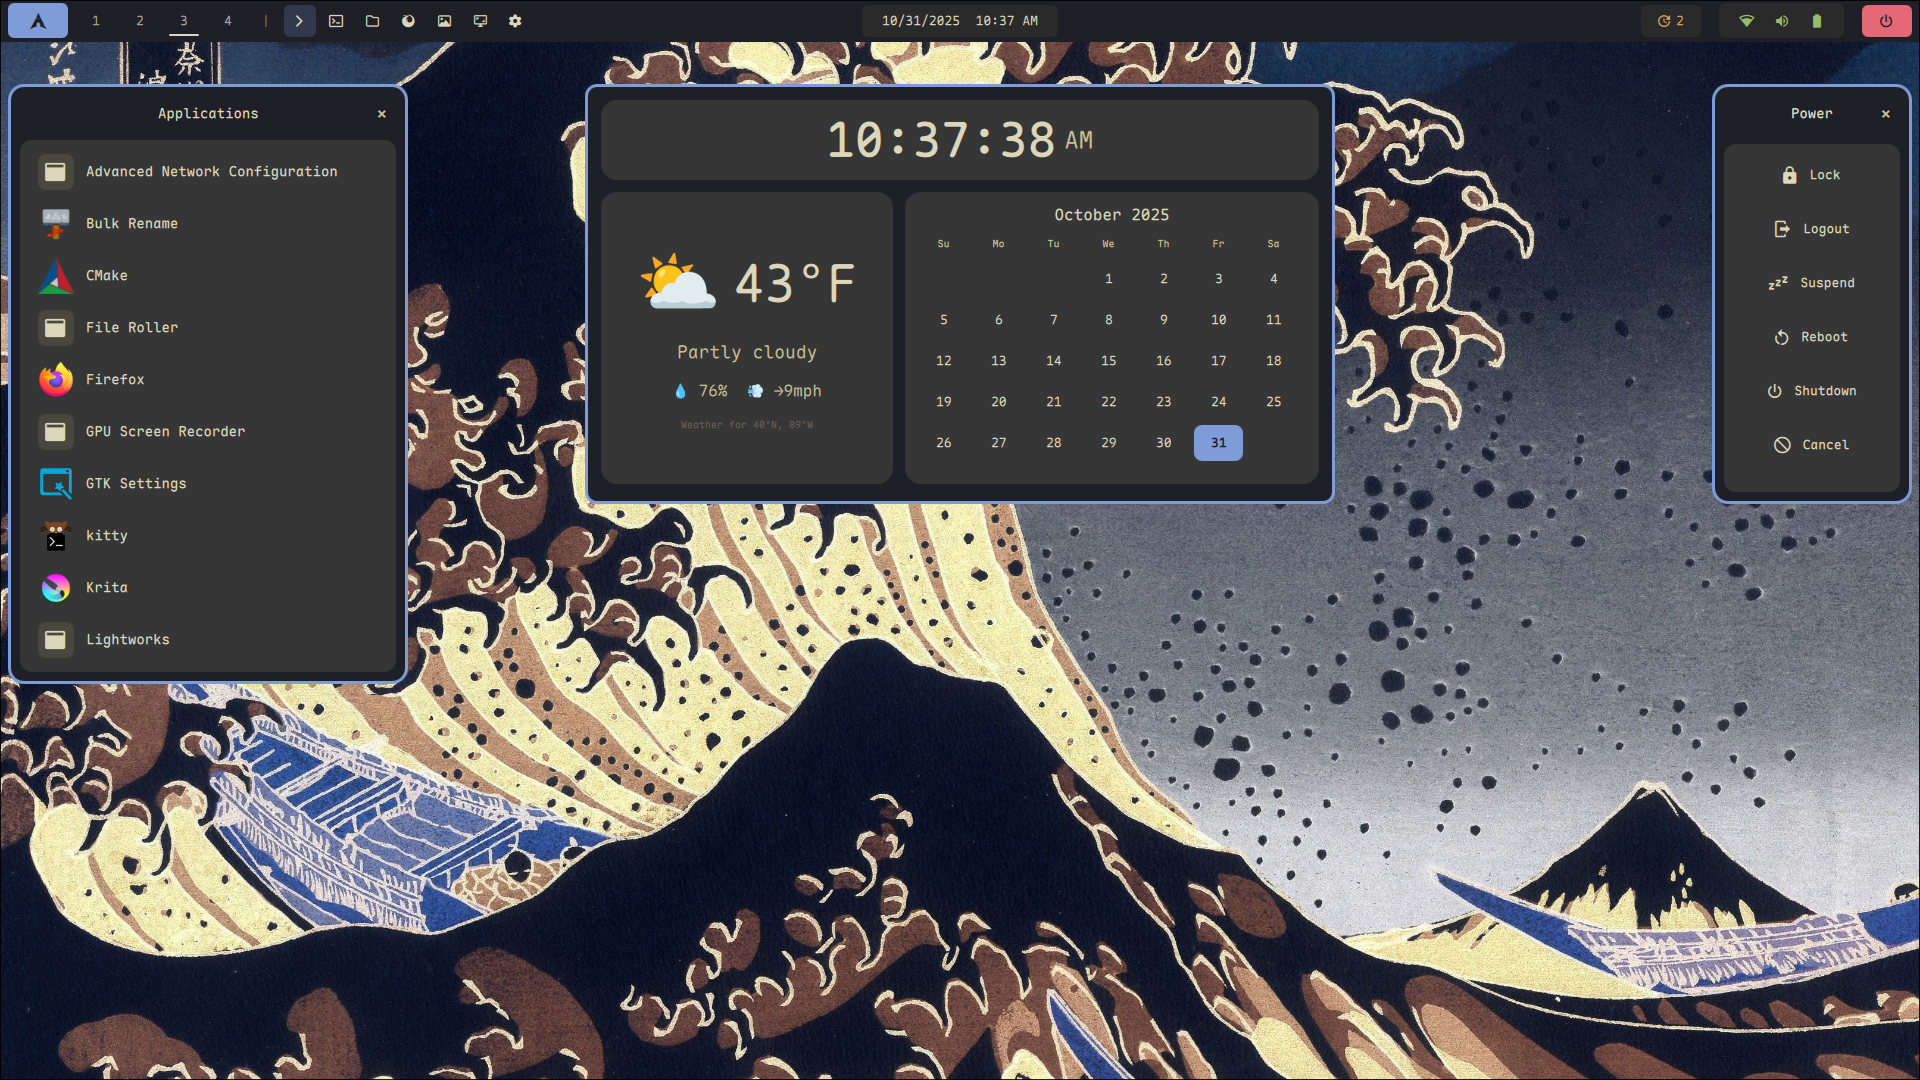 1 2 3 4 | 10/31/2025 10:37 AM 2
Applications ×
Advanced Network Configuration
Bulk Rename
CMake
File Roller
Firefox
GPU Screen Recorder
GTK Settings
kitty
Krita
Lightworks
10:37:38 AM
43°F
Partly cloudy
76% →9mph
Weather for 40°N, 89°W
October 2025
Su Mo Tu We Th Fr Sa
1 2 3 4
5 6 7 8 9 10 11
12 13 14 15 16 17 18
19 20 21 22 23 24 25
26 27 28 29 30 31
Power ×
Lock
Logout
zzz Suspend
Reboot
Shutdown
Cancel